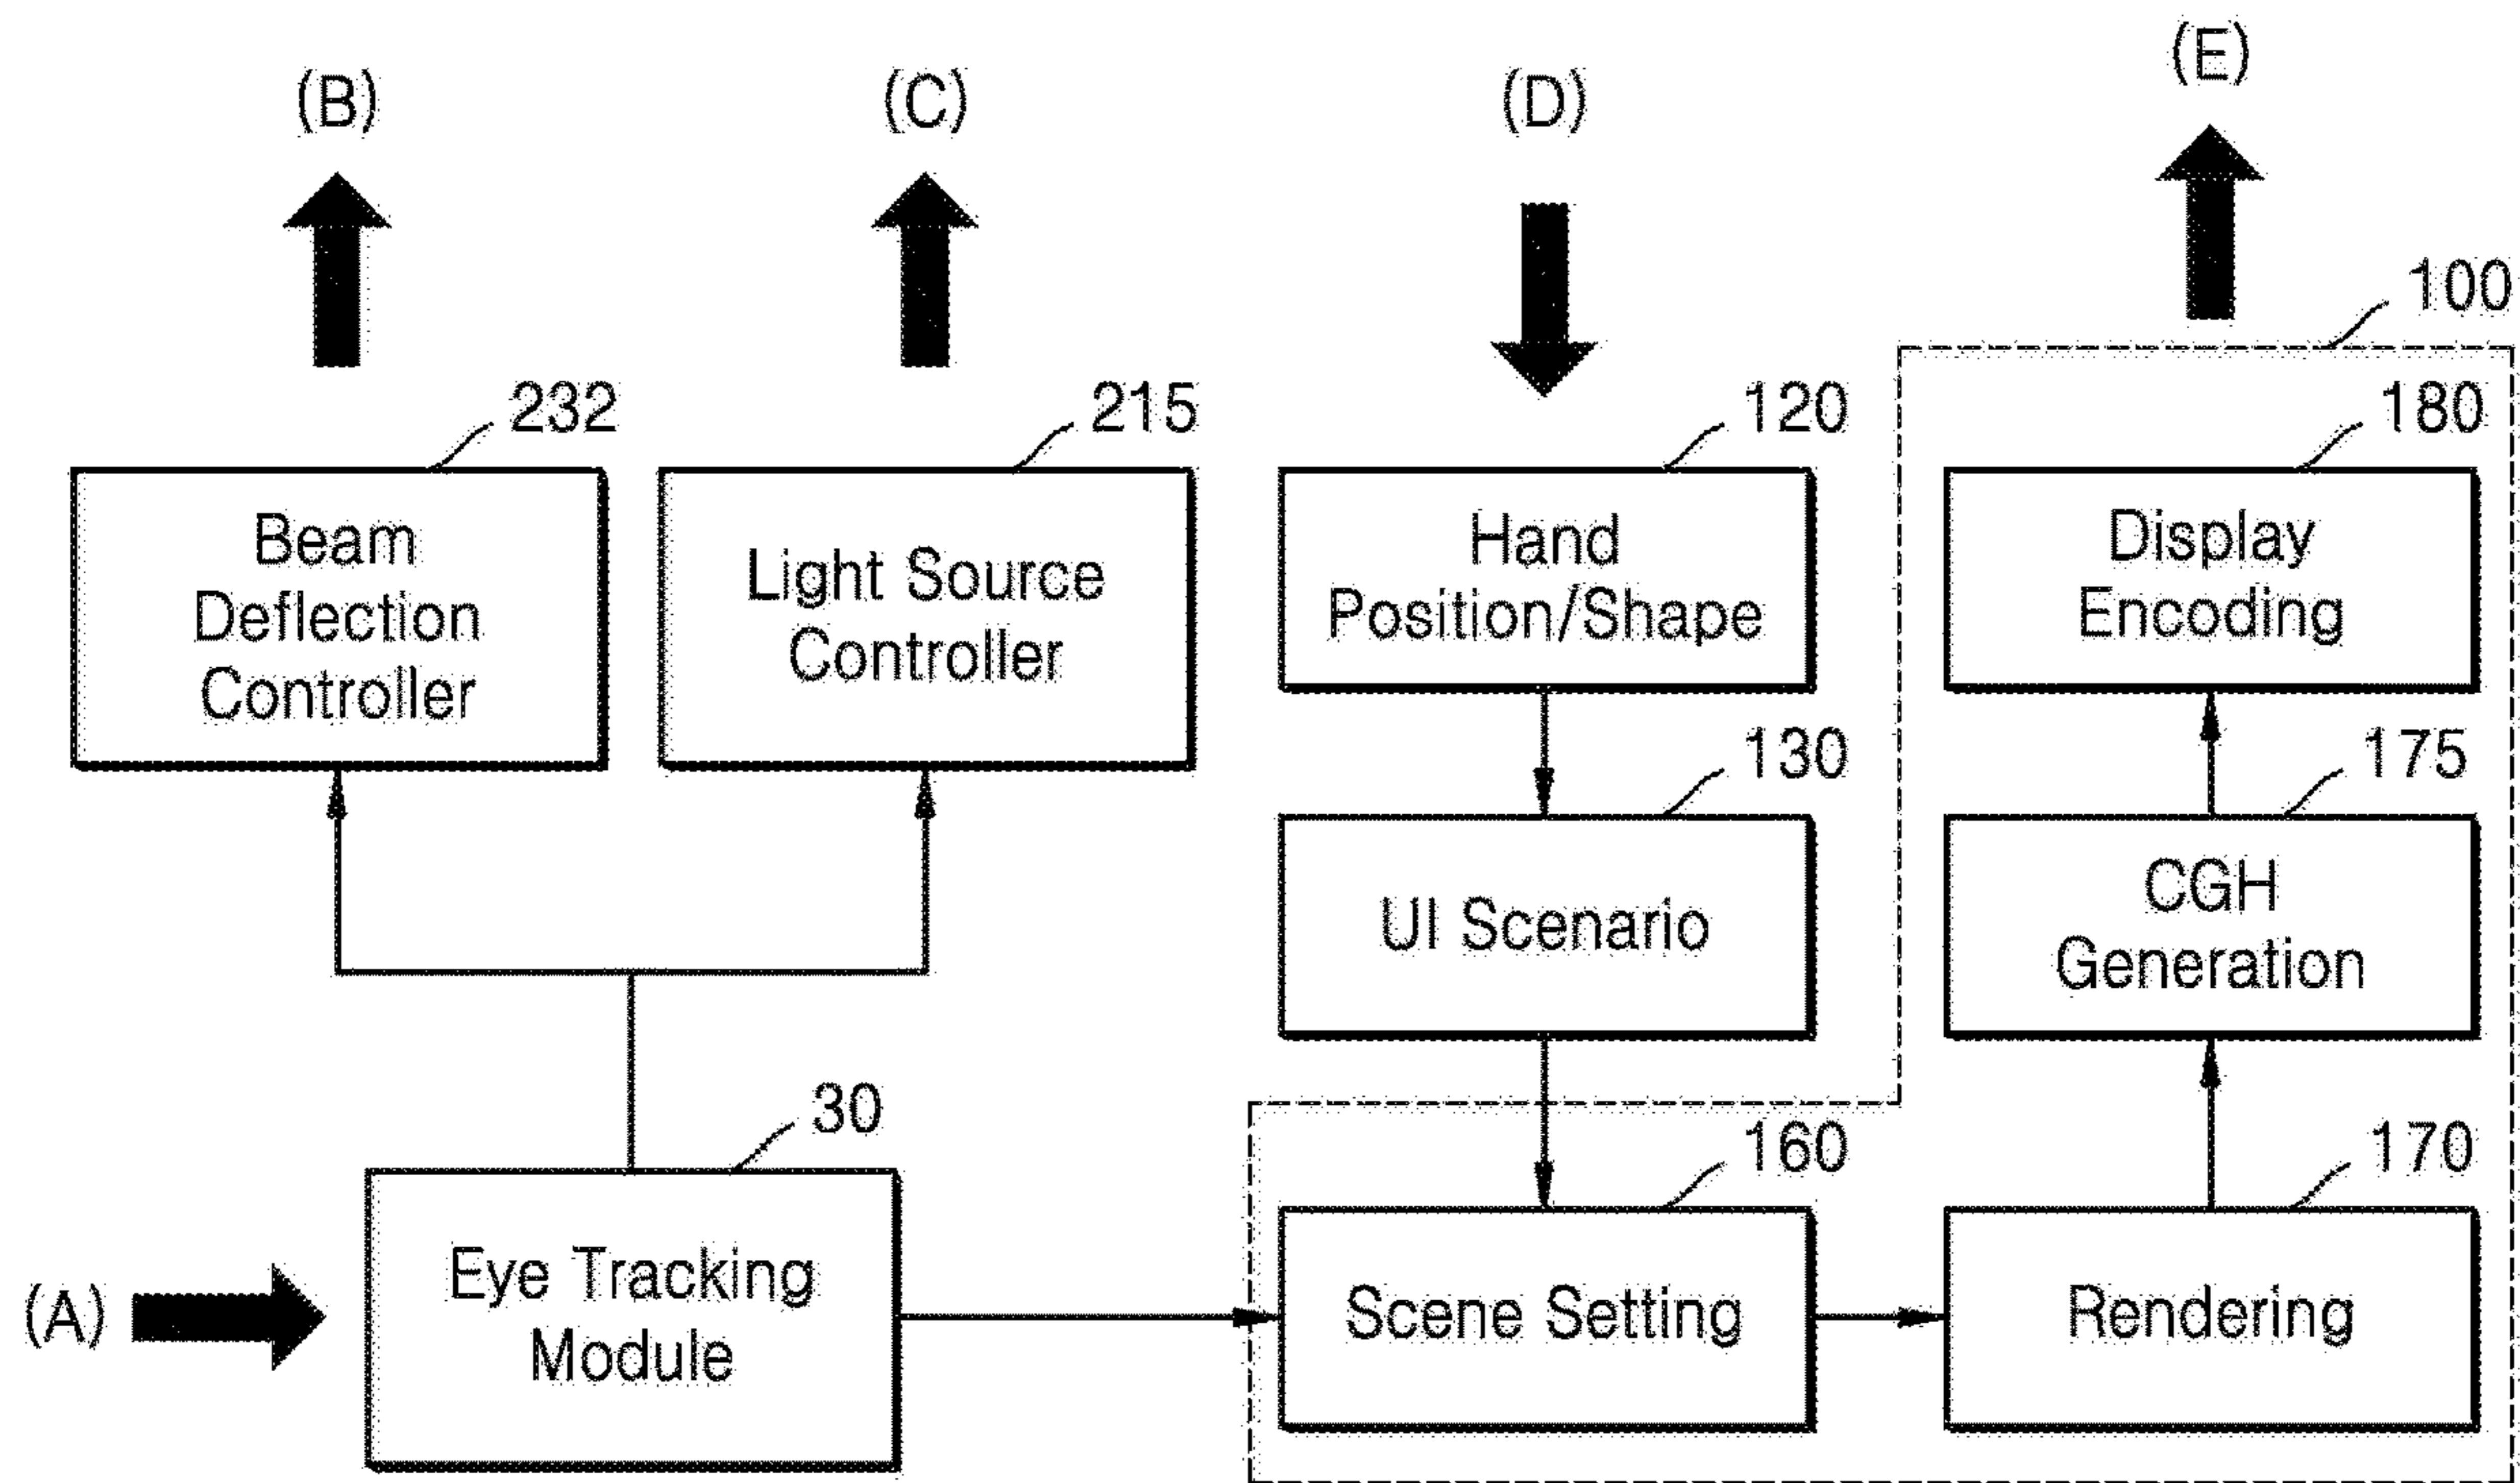 (B)
(C)
(D)
(E)
100
232
215
120
180
Beam
Deflection
Controller
Light Source
Controller
Hand
Position/Shape
Display
Encoding
130
175
UI Scenario
CGH
Generation
30
160
170
(A)
Eye Tracking
Module
Scene Setting
Rendering